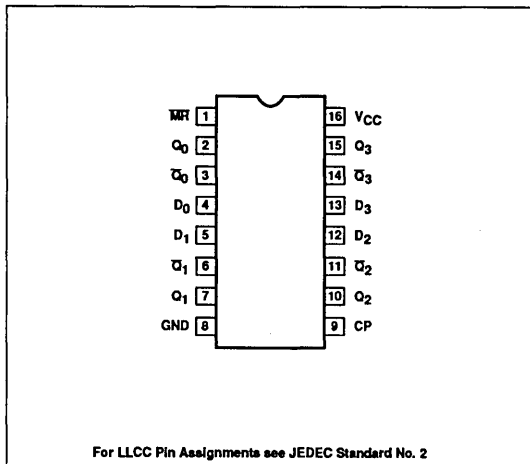 M̅R̅ 1 16 VCC
Q0 2 15 Q3
Q̅0 3 14 Q̅3
D0 4 13 D3
D1 5 12 D2
Q̅1 6 11 Q̅2
Q1 7 10 Q2
GND 8 9 CP
For LLCC Pin Assignments see JEDEC Standard No. 2